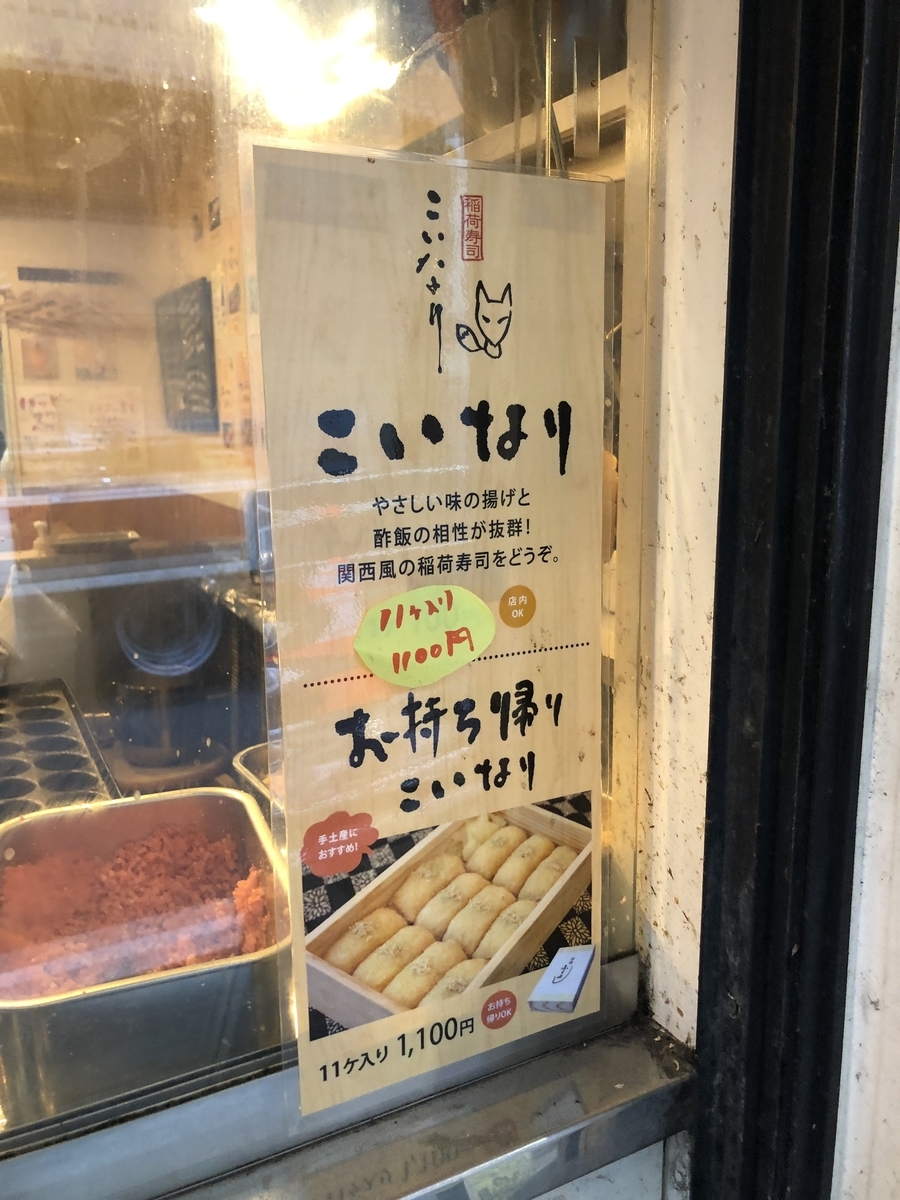 こいなり
稲荷寿司
こいなり
やさしい味の揚げと
酢飯の相性が抜群!
関西風の稲荷寿司をどうぞ。
11ケ入り
1100円
店内
OK
お持ち帰り
こいなり
手土産に
おすすめ!
お持ち
帰りOK
11ケ入り 1,100円